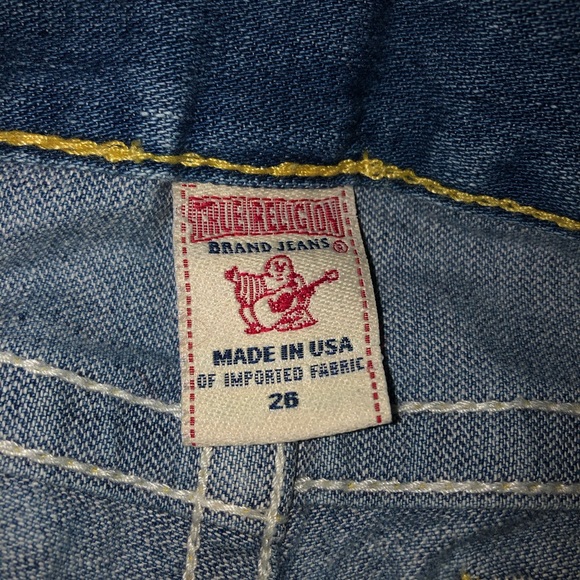 TRUE RELIGION
BRAND JEANS ®
MADE IN USA
OF IMPORTED FABRIC
26